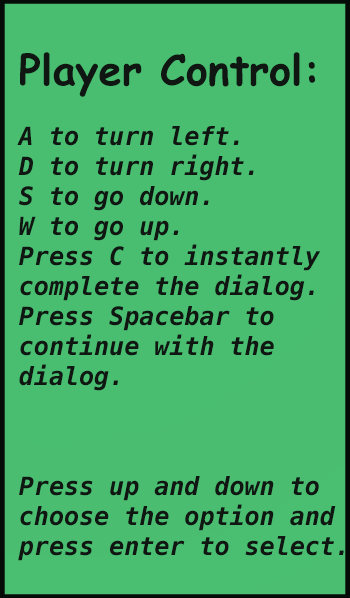 Player Control:
A to turn left.
D to turn right.
S to go down.
W to go up.
Press C to instantly
complete the dialog.
Press Spacebar to
continue with the
dialog.
Press up and down to
choose the option and
press enter to select.